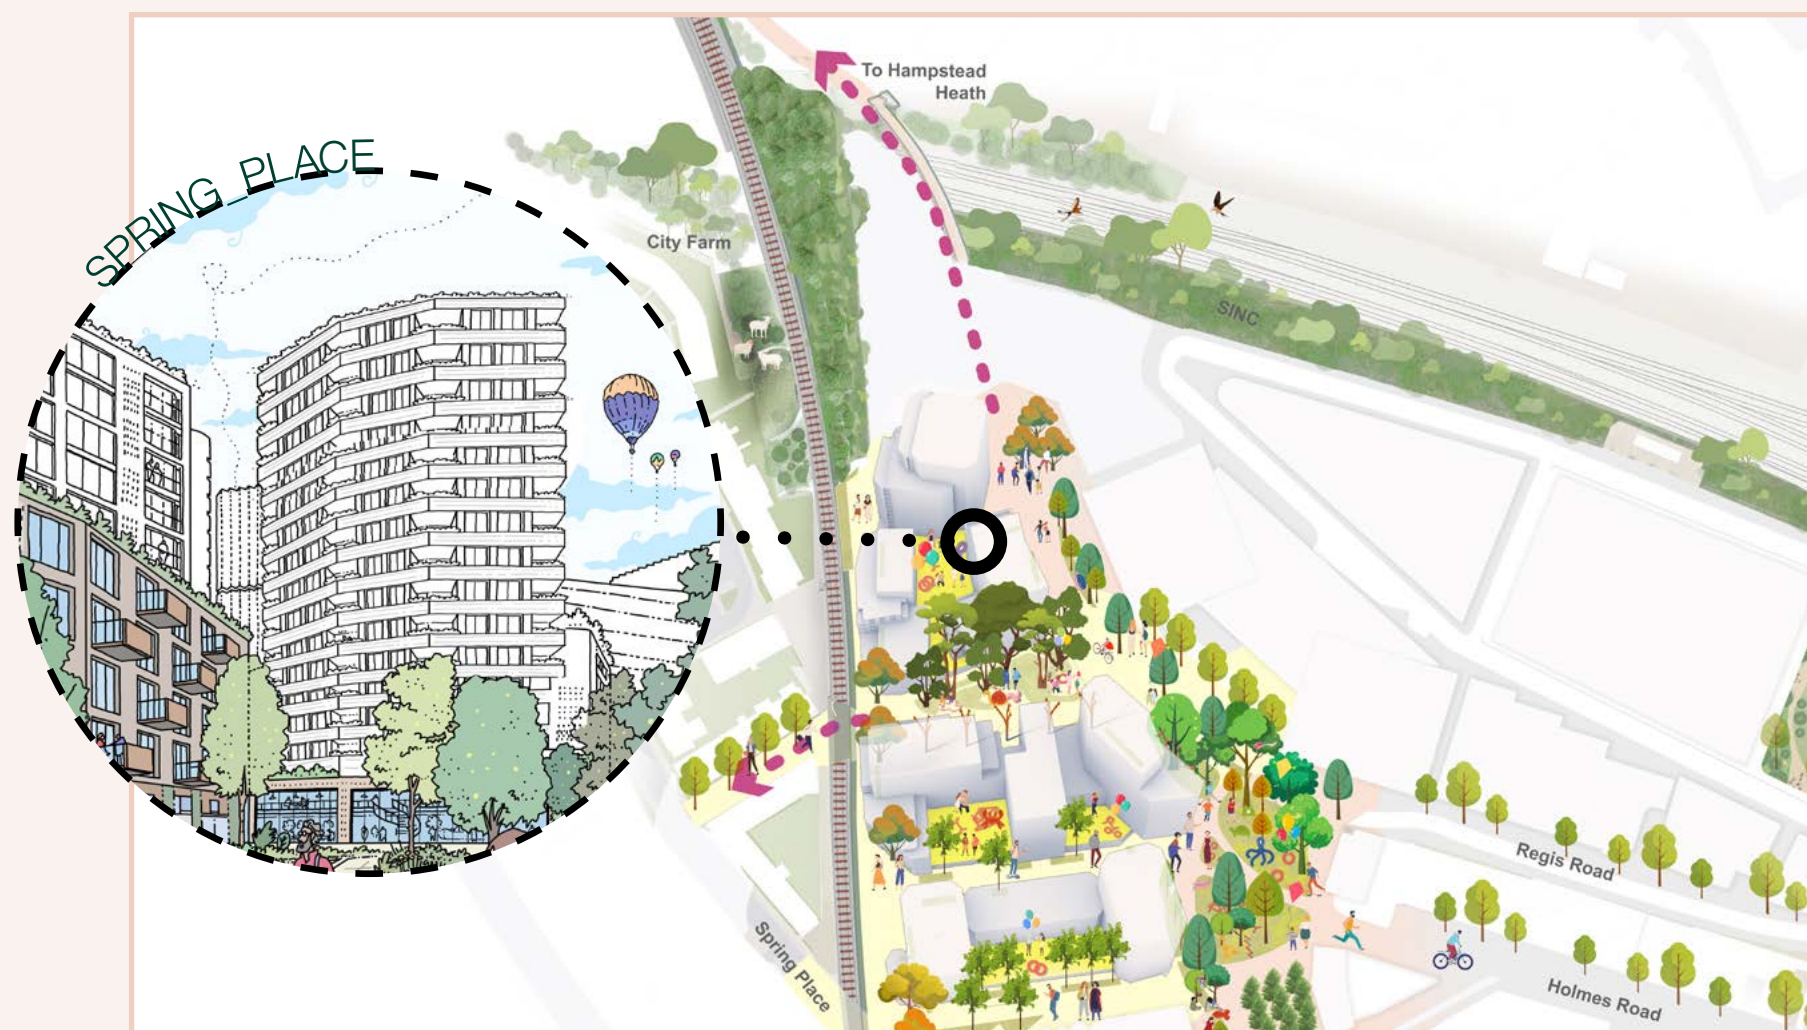 To Hampstead
Heath
SPRING_PLACE
City Farm
SINC
Regis Road
Spring Place
Holmes Road